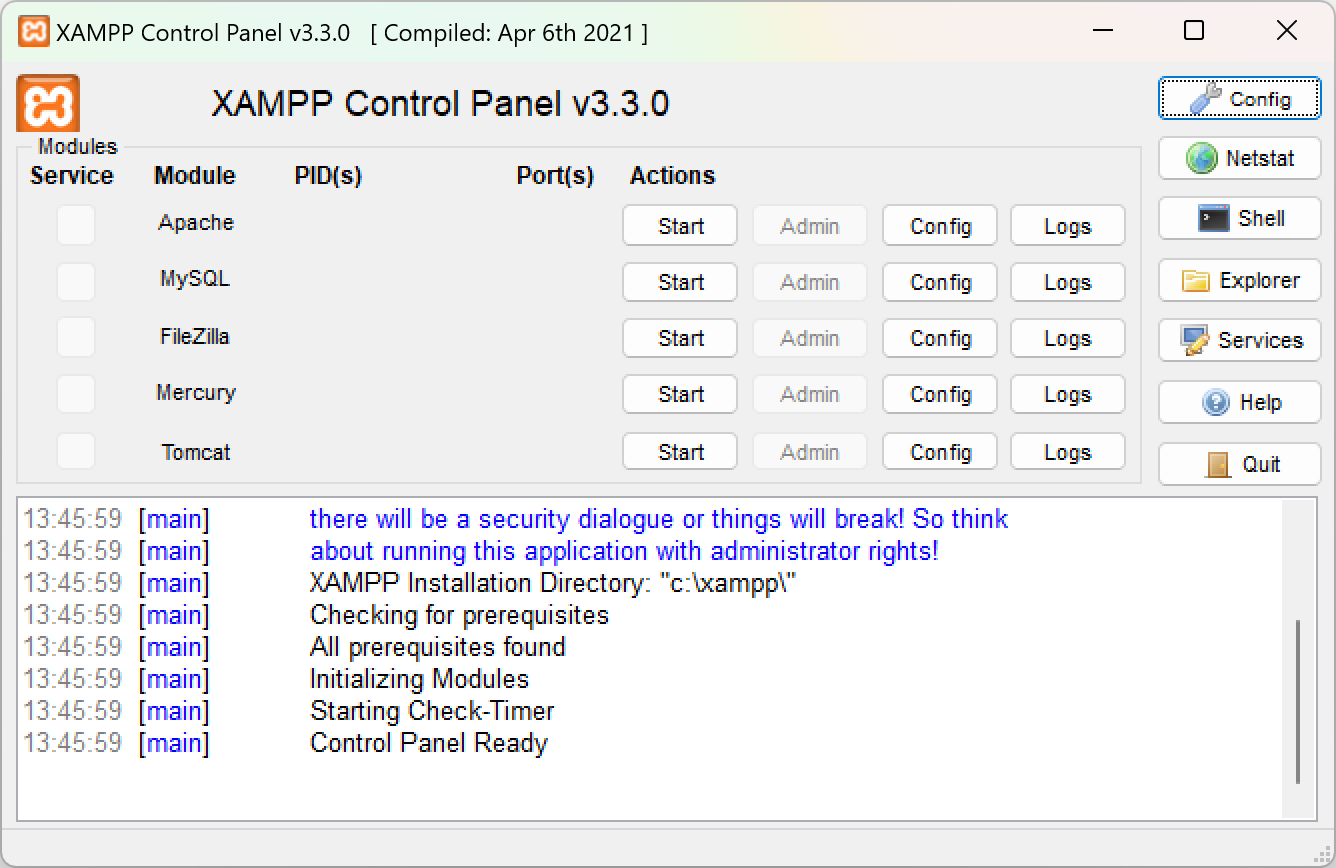 XAMPP Control Panel v3.3.0 [ Compiled: Apr 6th 2021 ]
XAMPP Control Panel v3.3.0
Config
Modules
Service Module PID(s) Port(s) Actions
Netstat
Apache Start Admin Config Logs
Shell
MySQL Start Admin Config Logs
Explorer
FileZilla Start Admin Config Logs
Services
Mercury Start Admin Config Logs
Help
Tomcat Start Admin Config Logs
Quit
13:45:59 [main] there will be a security dialogue or things will break! So think
13:45:59 [main] about running this application with administrator rights!
13:45:59 [main] XAMPP Installation Directory: "c:\xampp\"
13:45:59 [main] Checking for prerequisites
13:45:59 [main] All prerequisites found
13:45:59 [main] Initializing Modules
13:45:59 [main] Starting Check-Timer
13:45:59 [main] Control Panel Ready